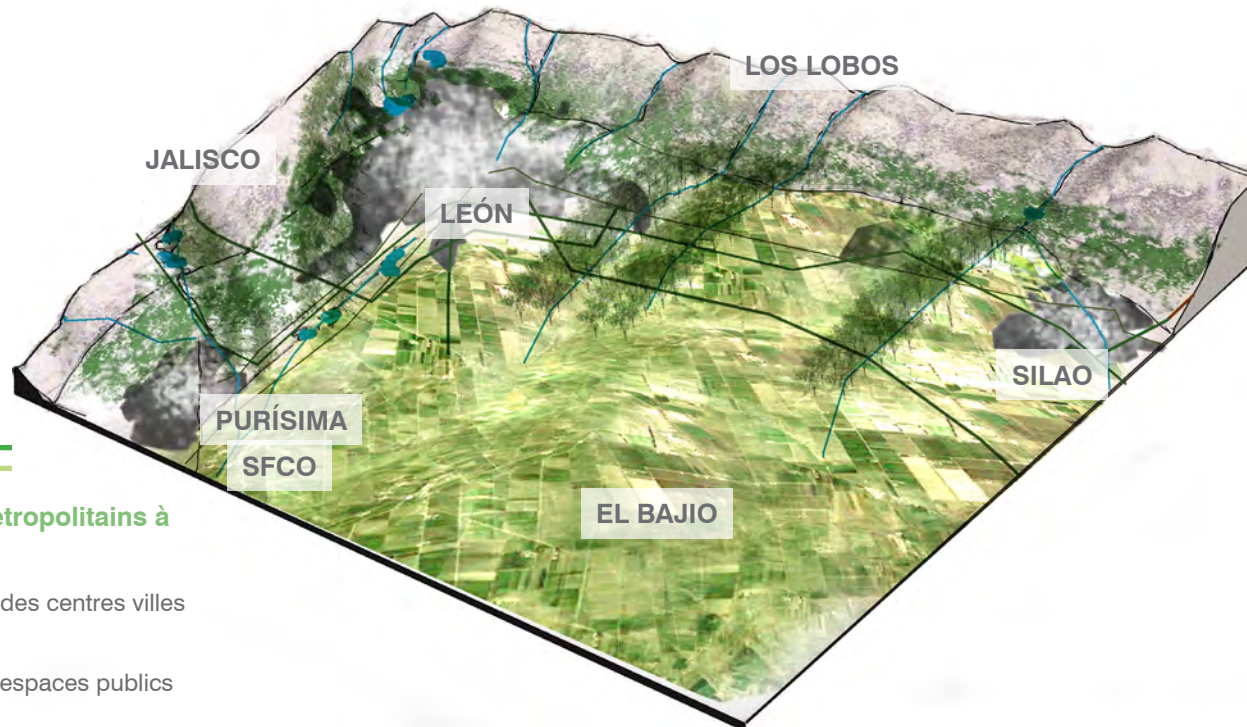 LOS LOBOS
JALISCO
LEÓN
SILAO
PURÍSIMA
SFCO
EL BAJIO
etropolitains à
des centres villes
espaces publics